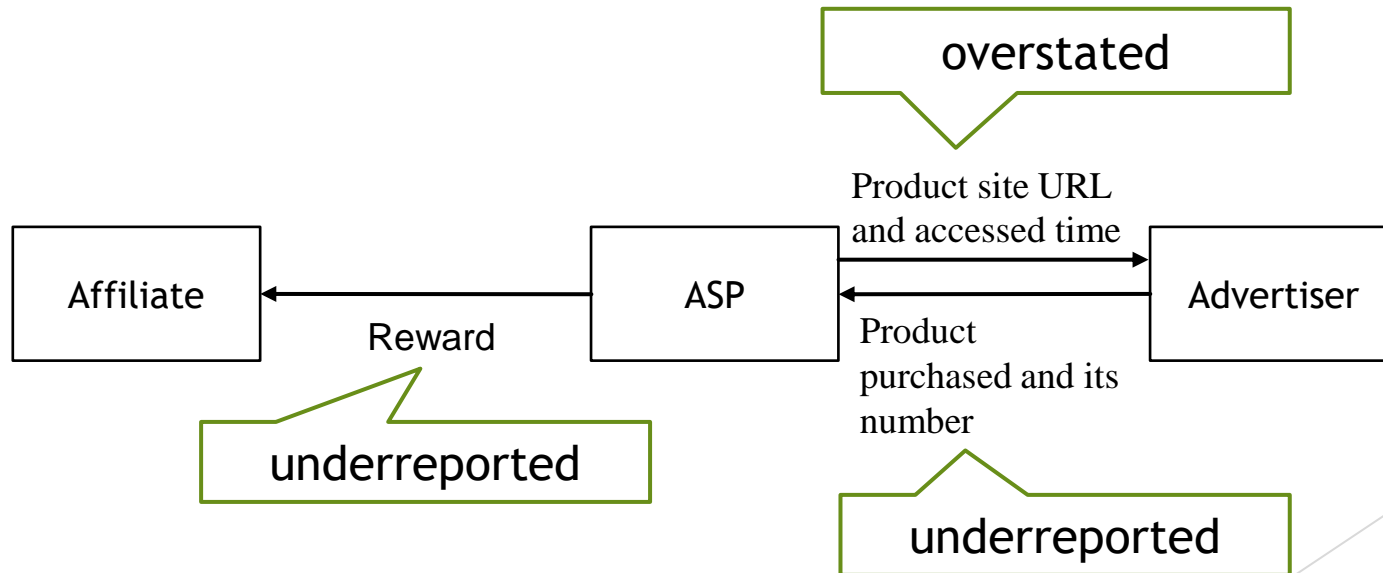 overstated
Product site URL
and accessed time
Affiliate
ASP
Advertiser
Reward
Product
purchased and its
number
underreported
underreported